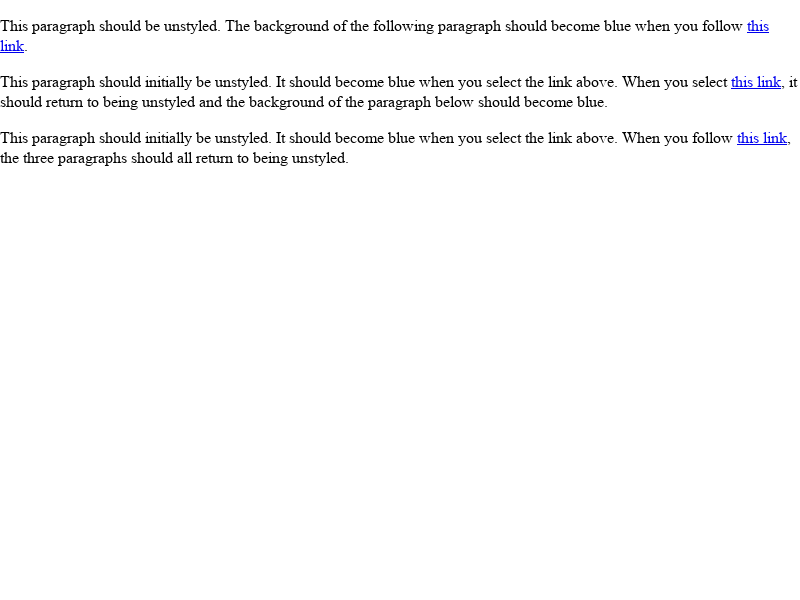 This paragraph should be unstyled. The background of the following paragraph should become blue when you follow this
link.
This paragraph should initially be unstyled. It should become blue when you select the link above. When you select this link, it
should return to being unstyled and the background of the paragraph below should become blue.
This paragraph should initially be unstyled. It should become blue when you select the link above. When you follow this link,
the three paragraphs should all return to being unstyled.